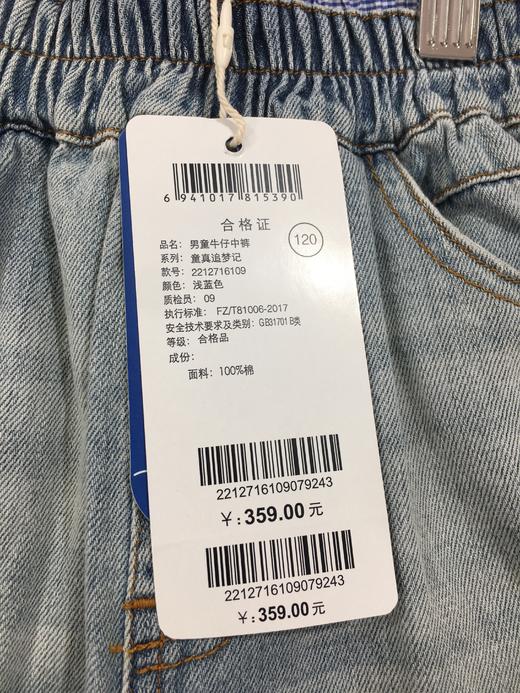 6 941017 815390
合格证
品名： 男童牛仔中裤
120
系列： 童真追梦记
款号： 2212716109
颜色： 浅蓝色
质检员： 09
执行标准： FZ/T81006-2017
安全技术要求及类别：GB31701 B类
等级： 合格品
成份：
面料：100%棉
2212716109079243
￥: 359.00 元
2212716109079243
￥: 359.00 元